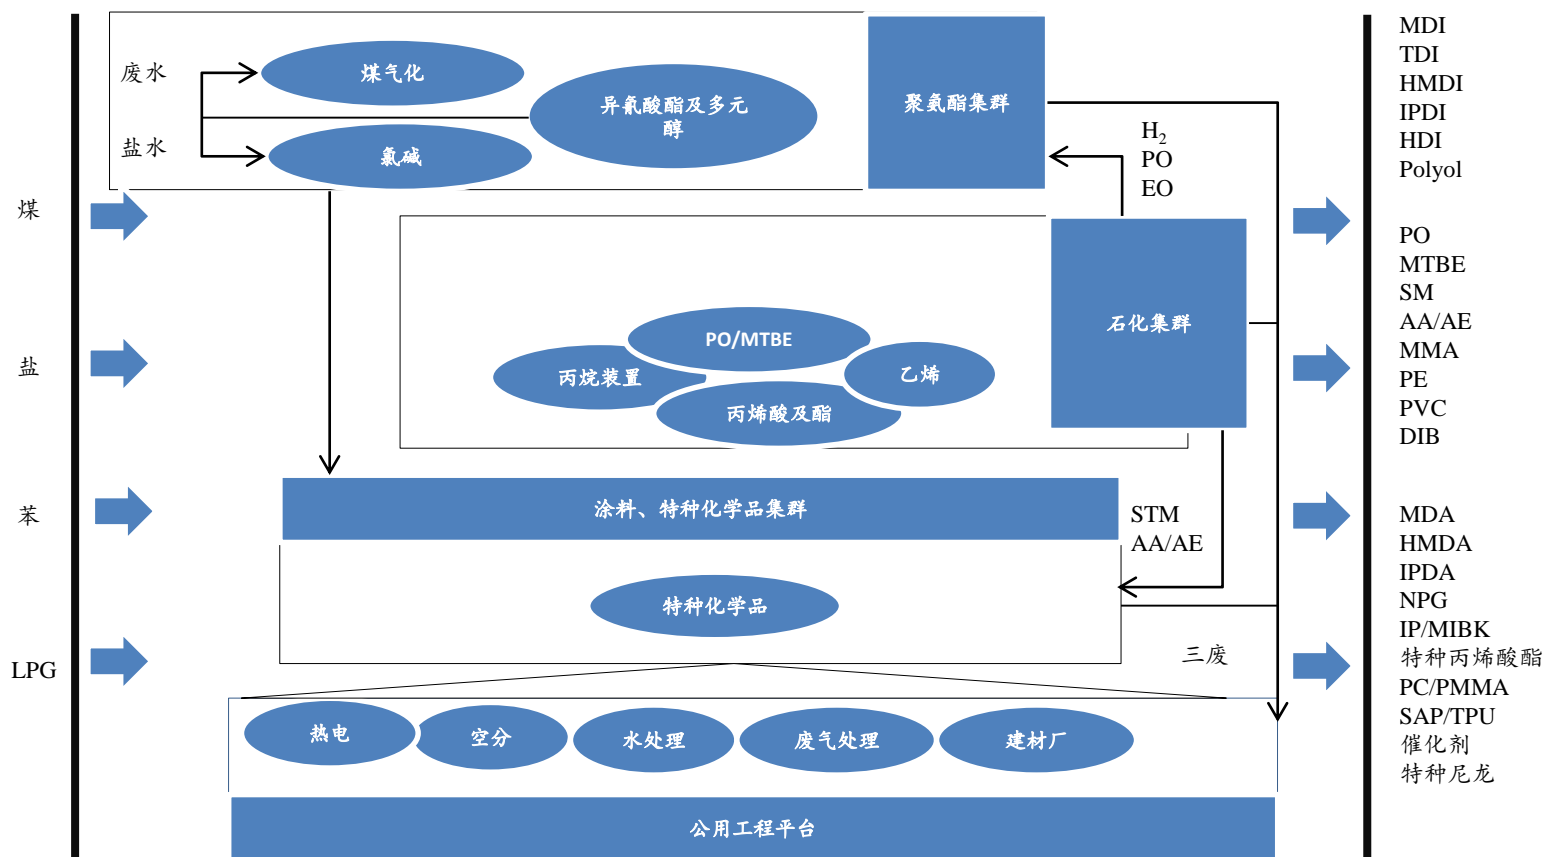 煤
盐
苯
LPG
废水
盐水
煤气化
氯碱
异氰酸酯及多元
醇
聚氨酯集群
H₂
PO
EO
PO/MTBE
丙烷装置
乙烯
丙烯酸及酯
石化集群
涂料、特种化学品集群
STM
AA/AE
特种化学品
三废
热电
空分
水处理
废气处理
建材厂
公用工程平台
MDI
TDI
HMDI
IPDI
HDI
Polyol
PO
MTBE
SM
AA/AE
MMA
PE
PVC
DIB
MDA
HMDA
IPDA
NPG
IP/MIBK
特种丙烯酸酯
PC/PMMA
SAP/TPU
催化剂
特种尼龙